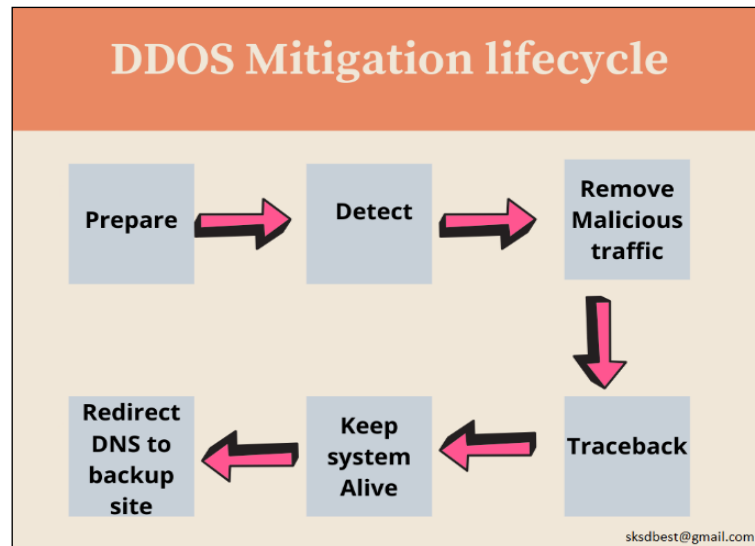 DDOS Mitigation lifecycle
Prepare
Detect
Remove
Malicious
traffic
Traceback
Keep
system
Alive
Redirect
DNS to
backup
site
sksdbest@gmail.com